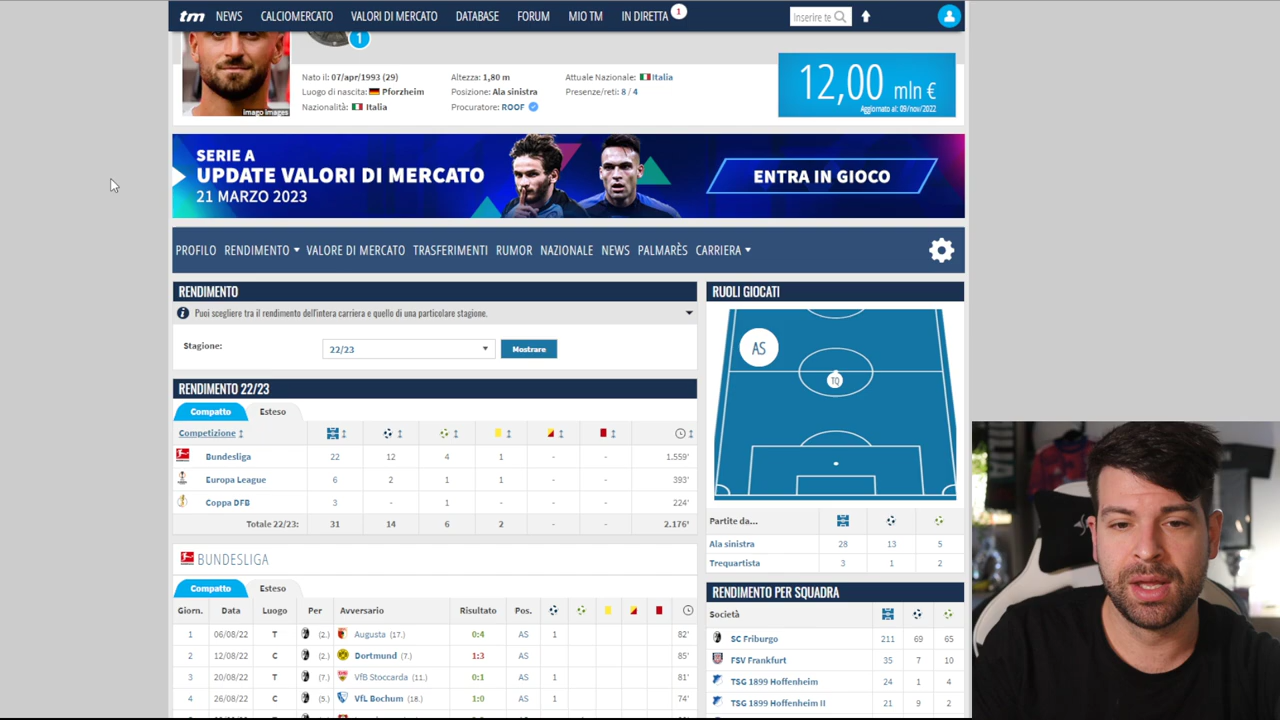 tm NEWS CALCIOMERCATO VALORI DI MERCATO DATABASE FORUM MIO TM IN DIRETTA 1 Inserire te
1
imago images
Nato il: 07/apr/1993 (29)
Luogo di nascita: Pforzheim
Nazionalità: Italia
Altezza: 1,80 m
Posizione: Ala sinistra
Procuratore: ROOF
Attuale Nazionale: Italia
Presenze/reti: 8 / 4
12,00 mln €
Aggiornato al: 09/nov/2022
SERIE A
UPDATE VALORI DI MERCATO
21 MARZO 2023
ENTRA IN GIOCO
PROFILO RENDIMENTO VALORE DI MERCATO TRASFERIMENTI RUMOR NAZIONALE NEWS PALMARÈS CARRIERA
RENDIMENTO
Puoi scegliere tra il rendimento dell'intera carriera e quello di una particolare stagione.
Stagione: 22/23 Mostrare
RENDIMENTO 22/23
Compatto Esteso
Competizione
Bundesliga 22 12 4 1 - - 1.559'
Europa League 6 2 1 1 - - 393'
Coppa DFB 3 - 1 - - - 224'
Totale 22/23: 31 14 6 2 - - 2.176'
BUNDESLIGA
Compatto Esteso
Giorn. Data Luogo Per Avversario Risultato Pos.
1 06/08/22 T (2.) Augusta (17.) 0:4 AS 1 82'
2 12/08/22 C (2.) Dortmund (7.) 1:3 AS 85'
3 20/08/22 T (7.) VfB Stoccarda (11.) 0:1 AS 1 81'
4 26/08/22 C (5.) VfL Bochum (18.) 1:0 AS 1 74'
RUOLI GIOCATI
AS
TQ
Partite da...
Ala sinistra 28 13 5
Trequartista 3 1 2
RENDIMENTO PER SQUADRA
Società
SC Friburgo 211 69 65
FSV Frankfurt 35 7 10
TSG 1899 Hoffenheim 24 1 4
TSG 1899 Hoffenheim II 21 9 2